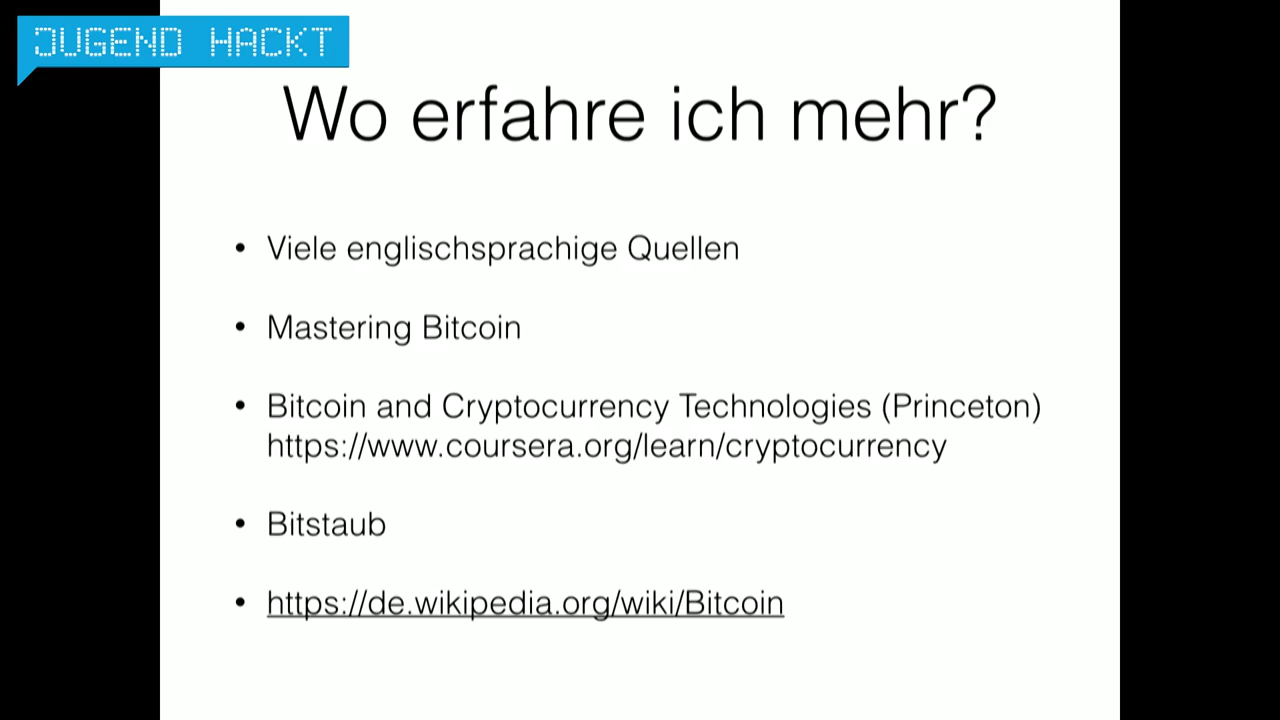 JUGEND HACKT
Wo erfahre ich mehr?
• Viele englischsprachige Quellen
• Mastering Bitcoin
• Bitcoin and Cryptocurrency Technologies (Princeton)
https://www.coursera.org/learn/cryptocurrency
• Bitstaub
• https://de.wikipedia.org/wiki/Bitcoin